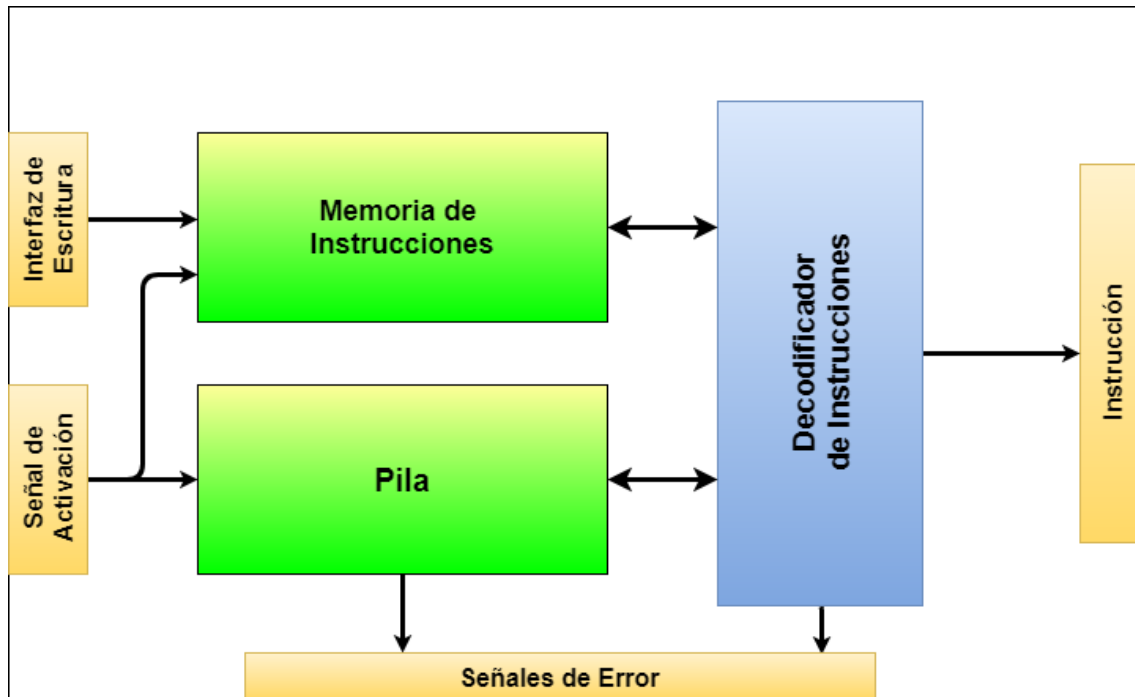 Interfaz de
Escritura
Memoria de
Instrucciones
Decodificador
de Instrucciones
Instrucción
Señal de
Activación
Pila
Señales de Error